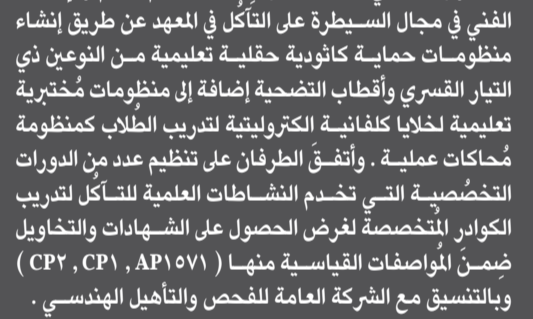 الفني في مجال السيطرة على التآكل في المعهد عن طريق إنشاء
منظومات حماية كاثودية حقلية تعليمية من النوعين ذي
التيار القسري وأقطاب التضحية إضافة إلى منظومات مُختبرية
تعليمية لخلايا كلفانية الكتروليتية لتدريب الطُلاب كمنظومة
مُحاكات عملية . وأتفقَ الطرفان على تنظيم عدد من الدورات
التخصُصية التي تخدم النشاطات العلمية للتآكل لتدريب
الكوادر المُتخصصة لغرض الحصول على الشهادات والتخاويل
ضِمنَ المُواصفات القياسية منها ( CP٢ , CP١ , AP١٥٧١ )
وبالتنسيق مع الشركة العامة للفحص والتأهيل الهندسي .